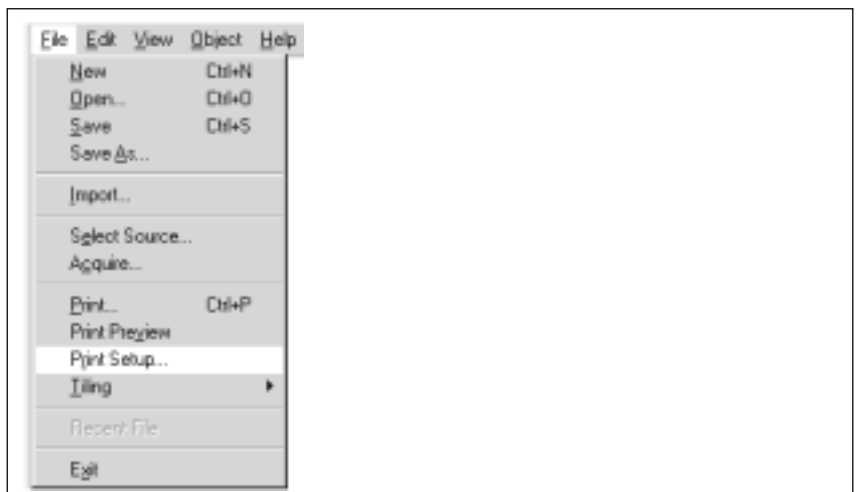 File Edit View Object Help
New Ctrl+N
Open... Ctrl+O
Save Ctrl+S
Save As...
Import...
Select Source...
Acquire...
Print... Ctrl+P
Print Preview
Print Setup...
Tiling
Recent File
Exit